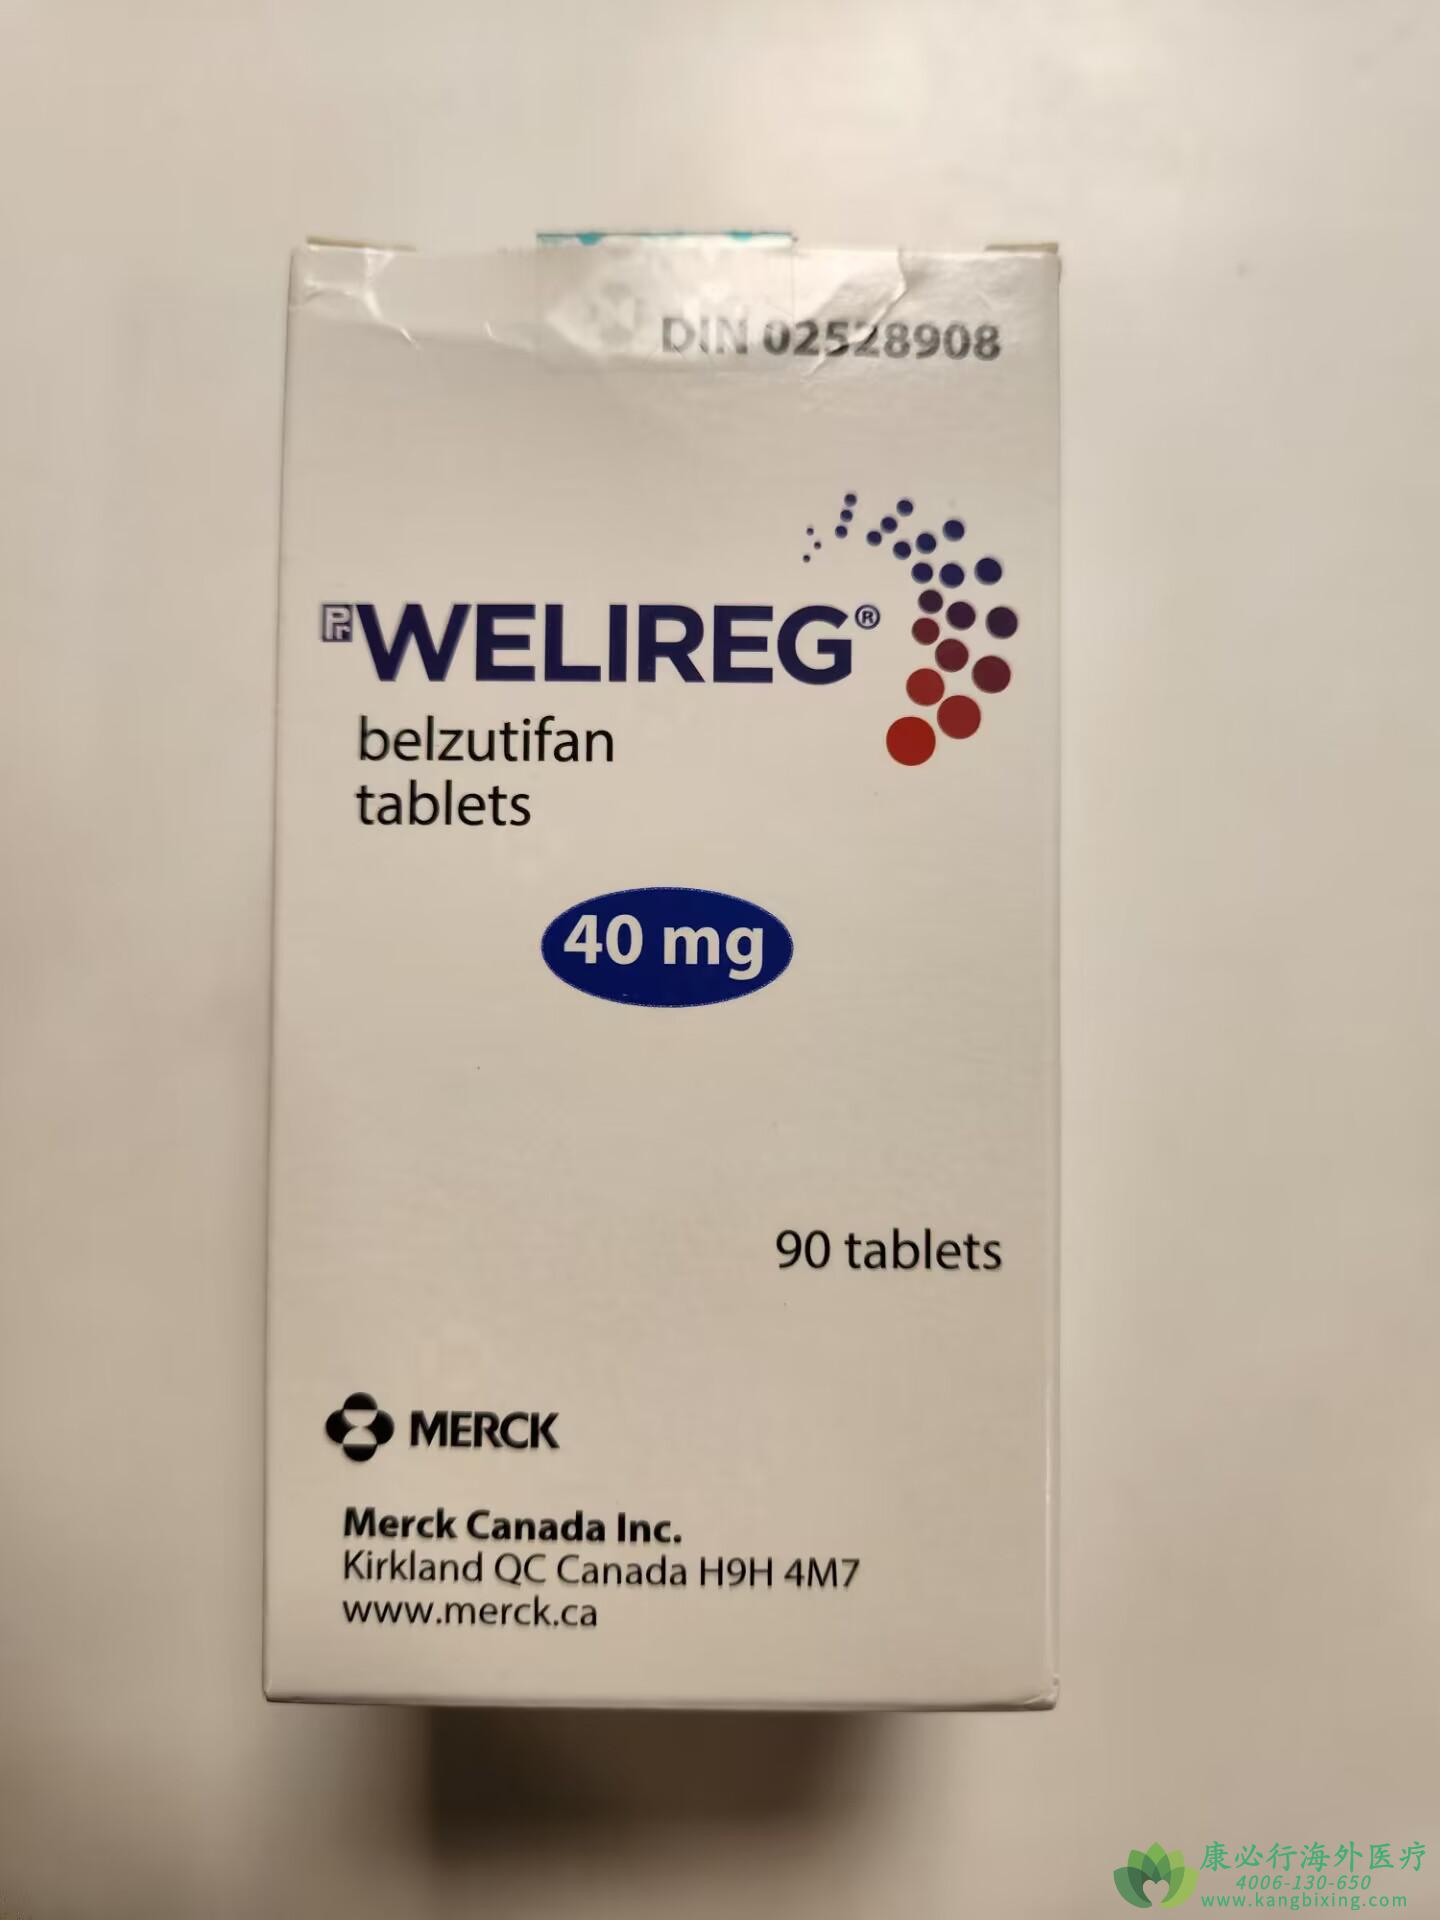 DIN 02528908
Pr WELIREG®
belzutifan
tablets
40 mg
90 tablets
MERCK
Merck Canada Inc.
Kirkland QC Canada H9H 4M7
www.merck.ca
康必行海外医疗
4006-130-650
www.kangbixing.com